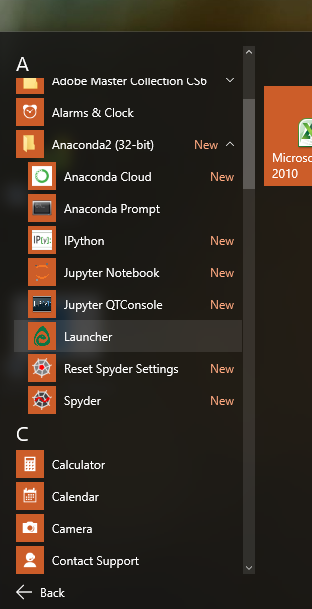 A
Adobe Master Collection CS6
Alarms & Clock
Anaconda2 (32-bit) New
Anaconda Cloud New
Anaconda Prompt
IP[y]: IPython New
Jupyter Notebook New
Jupyter QTConsole New
Launcher
Reset Spyder Settings New
Spyder New
C
Calculator
Calendar
Camera
Contact Support
Back
Microso
2010